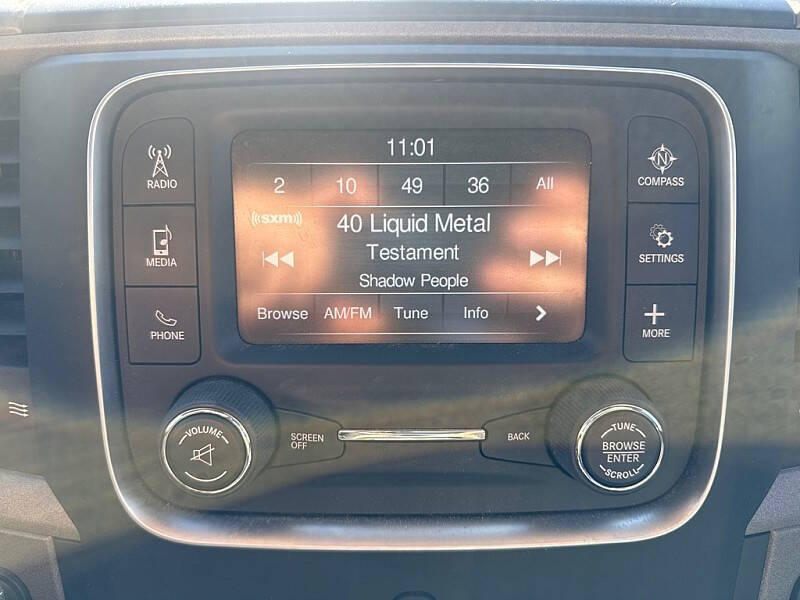 11:01
2 10 49 36 All
((sxm))
40 Liquid Metal
Testament
Shadow People
Browse AM/FM Tune Info >
RADIO
MEDIA
PHONE
N
COMPASS
SETTINGS
MORE
VOLUME
SCREEN
OFF
BACK
TUNE
BROWSE
ENTER
SCROLL